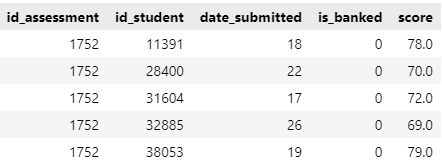 id_assessment id_student date_submitted is_banked score
1752 11391 18 0 78.0
1752 28400 22 0 70.0
1752 31604 17 0 72.0
1752 32885 26 0 69.0
1752 38053 19 0 79.0